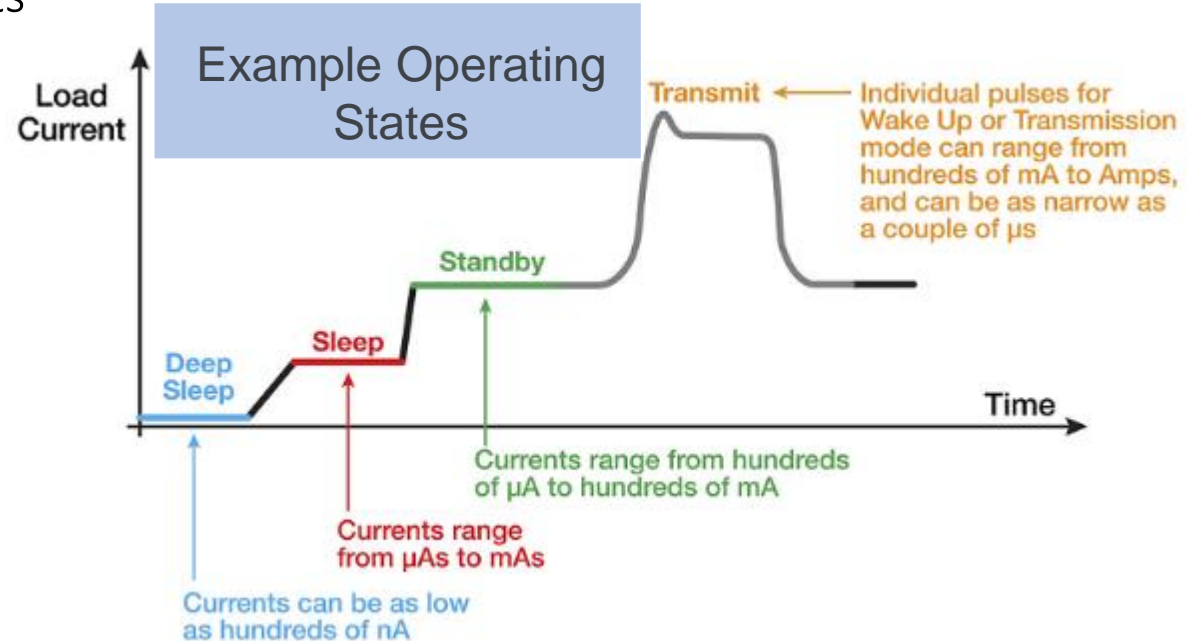 Example Operating
States
Load
Current
Transmit
Individual pulses for
Wake Up or Transmission
mode can range from
hundreds of mA to Amps,
and can be as narrow as
a couple of µs
Standby
Sleep
Deep
Sleep
Time
Currents range from hundreds
of µA to hundreds of mA
Currents range
from µAs to mAs
Currents can be as low
as hundreds of nA